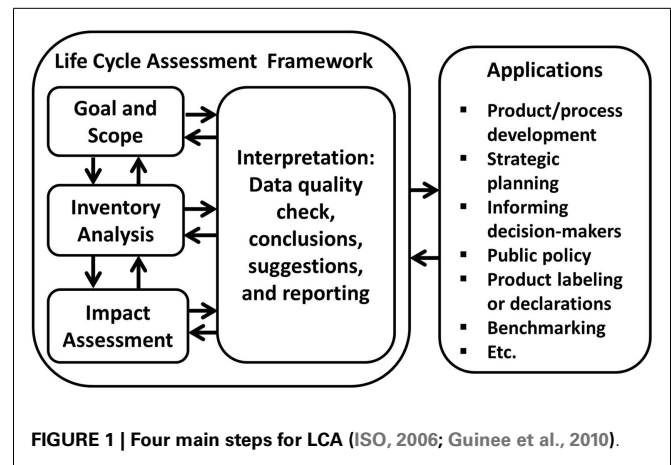 Life Cycle Assessment Framework
Goal and
Scope
Inventory
Analysis
Impact
Assessment
Interpretation:
Data quality
check,
conclusions,
suggestions,
and reporting
Applications
▪ Product/process
development
▪ Strategic
planning
▪ Informing
decision-makers
▪ Public policy
▪ Product labeling
or declarations
▪ Benchmarking
▪ Etc.
FIGURE 1 | Four main steps for LCA (ISO, 2006; Guinee et al., 2010).